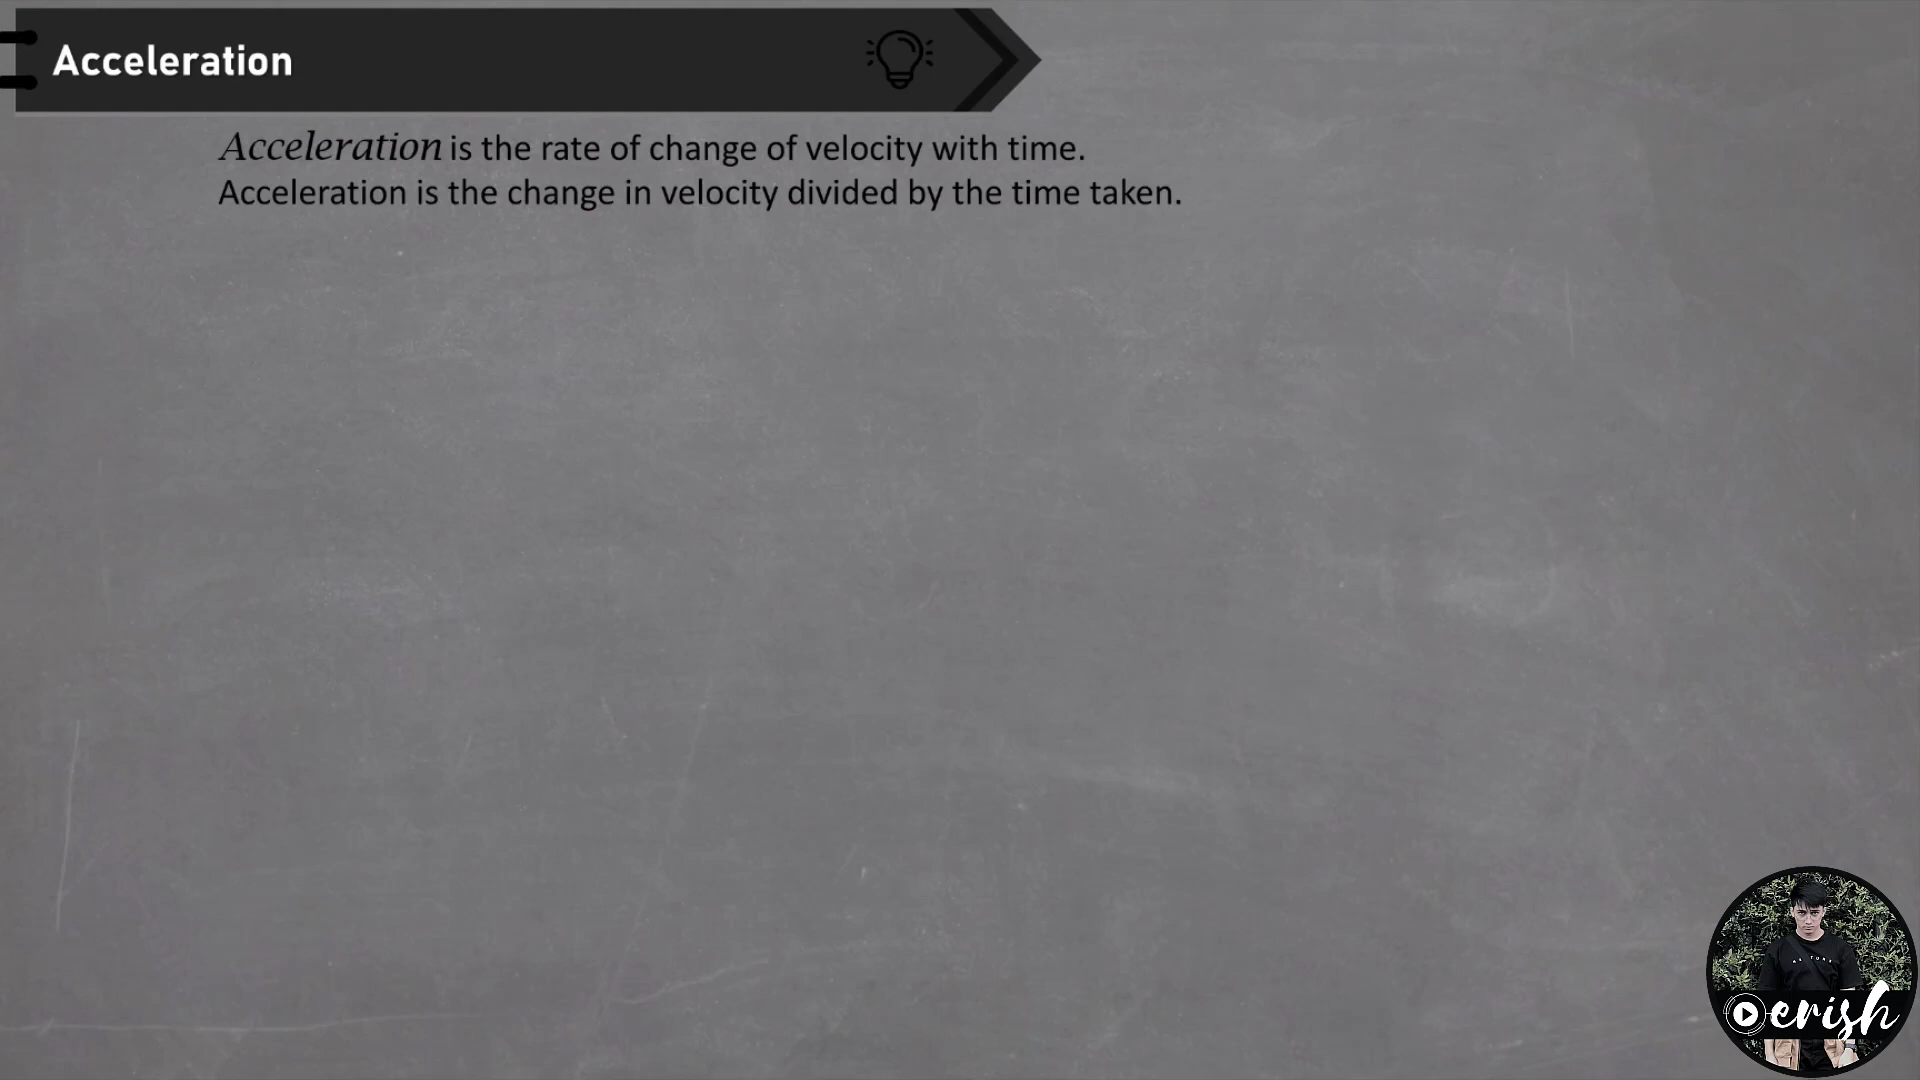 Acceleration
Acceleration is the rate of change of velocity with time.
Acceleration is the change in velocity divided by the time taken.
erish